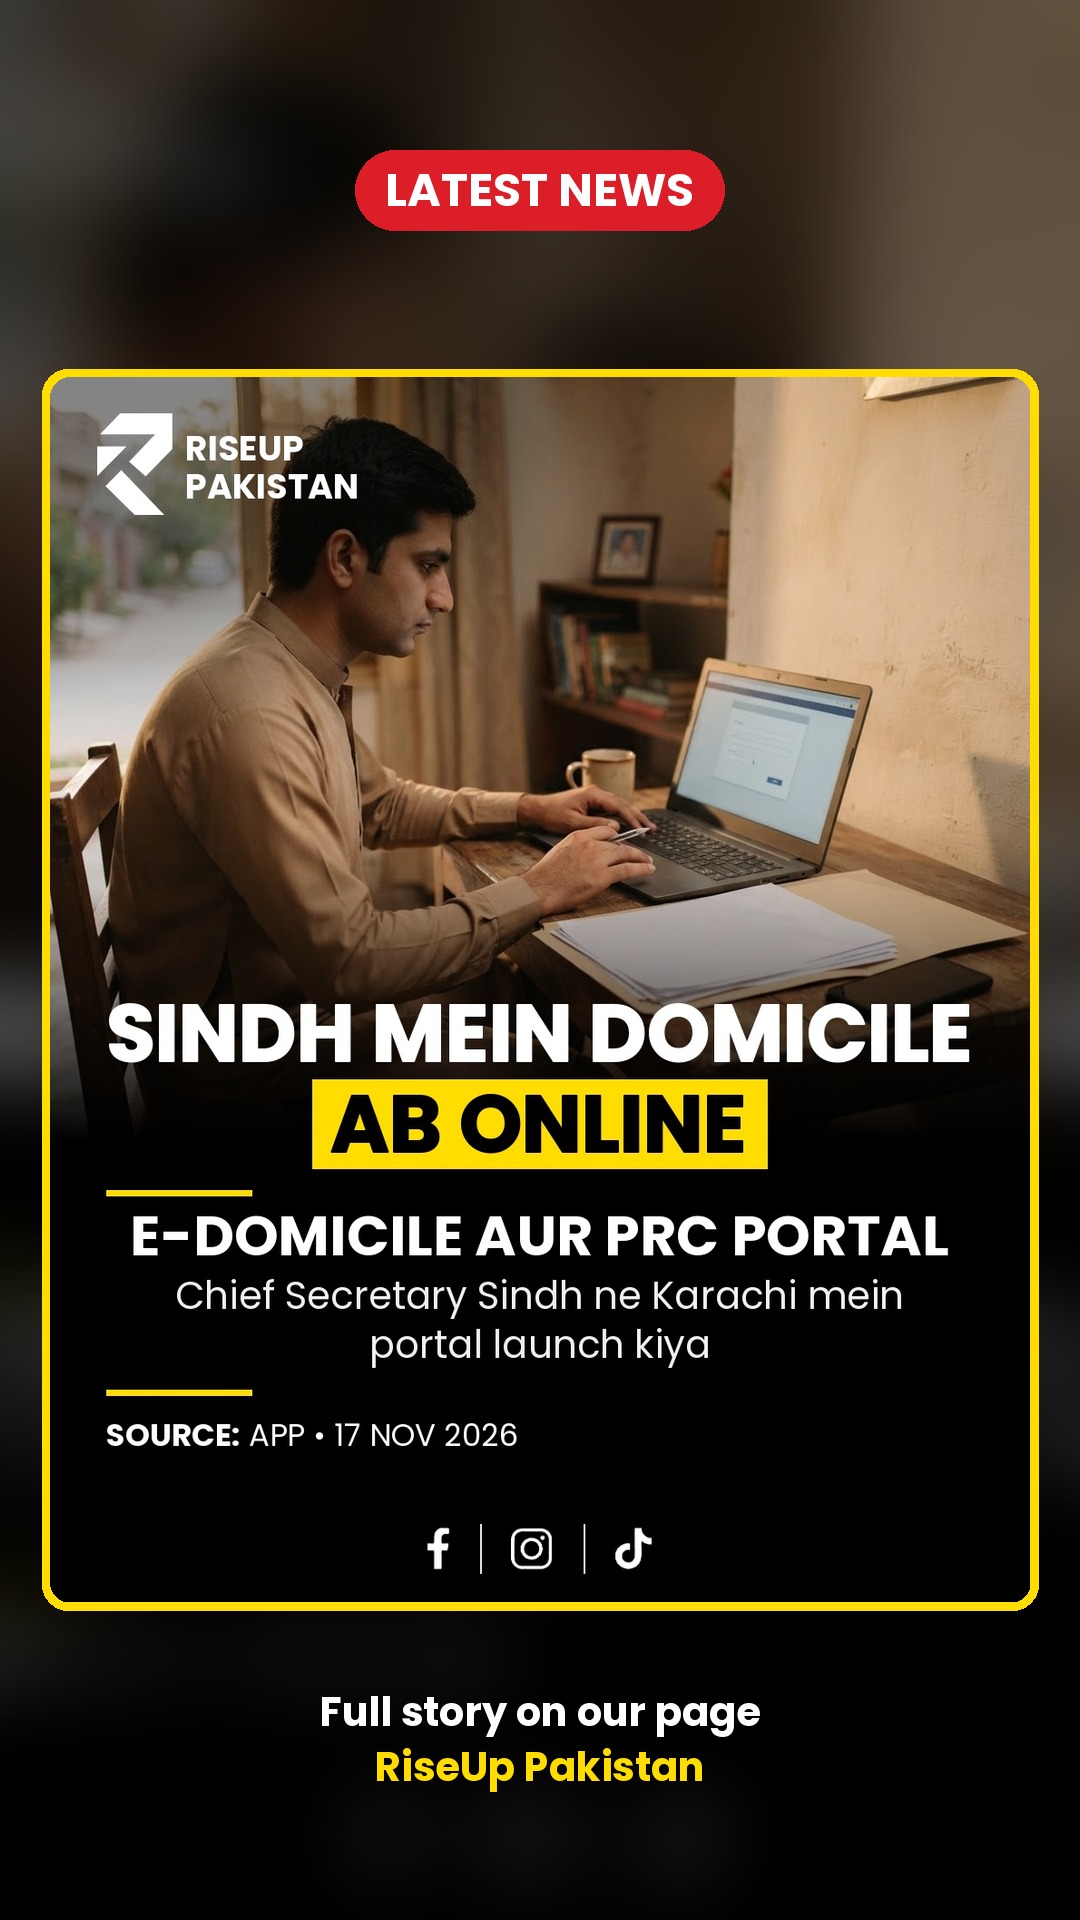 LATEST NEWS
RISEUP
PAKISTAN
SINDH MEIN DOMICILE
AB ONLINE
E-DOMICILE AUR PRC PORTAL
Chief Secretary Sindh ne Karachi mein
portal launch kiya
SOURCE: APP • 17 NOV 2026
Full story on our page
RiseUp Pakistan